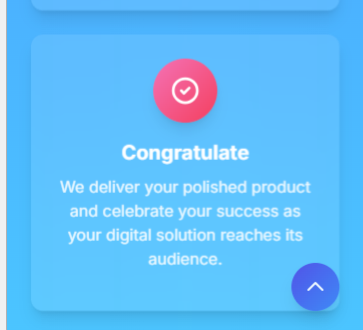 Congratulate
We deliver your polished product
and celebrate your success as
your digital solution reaches its
audience.